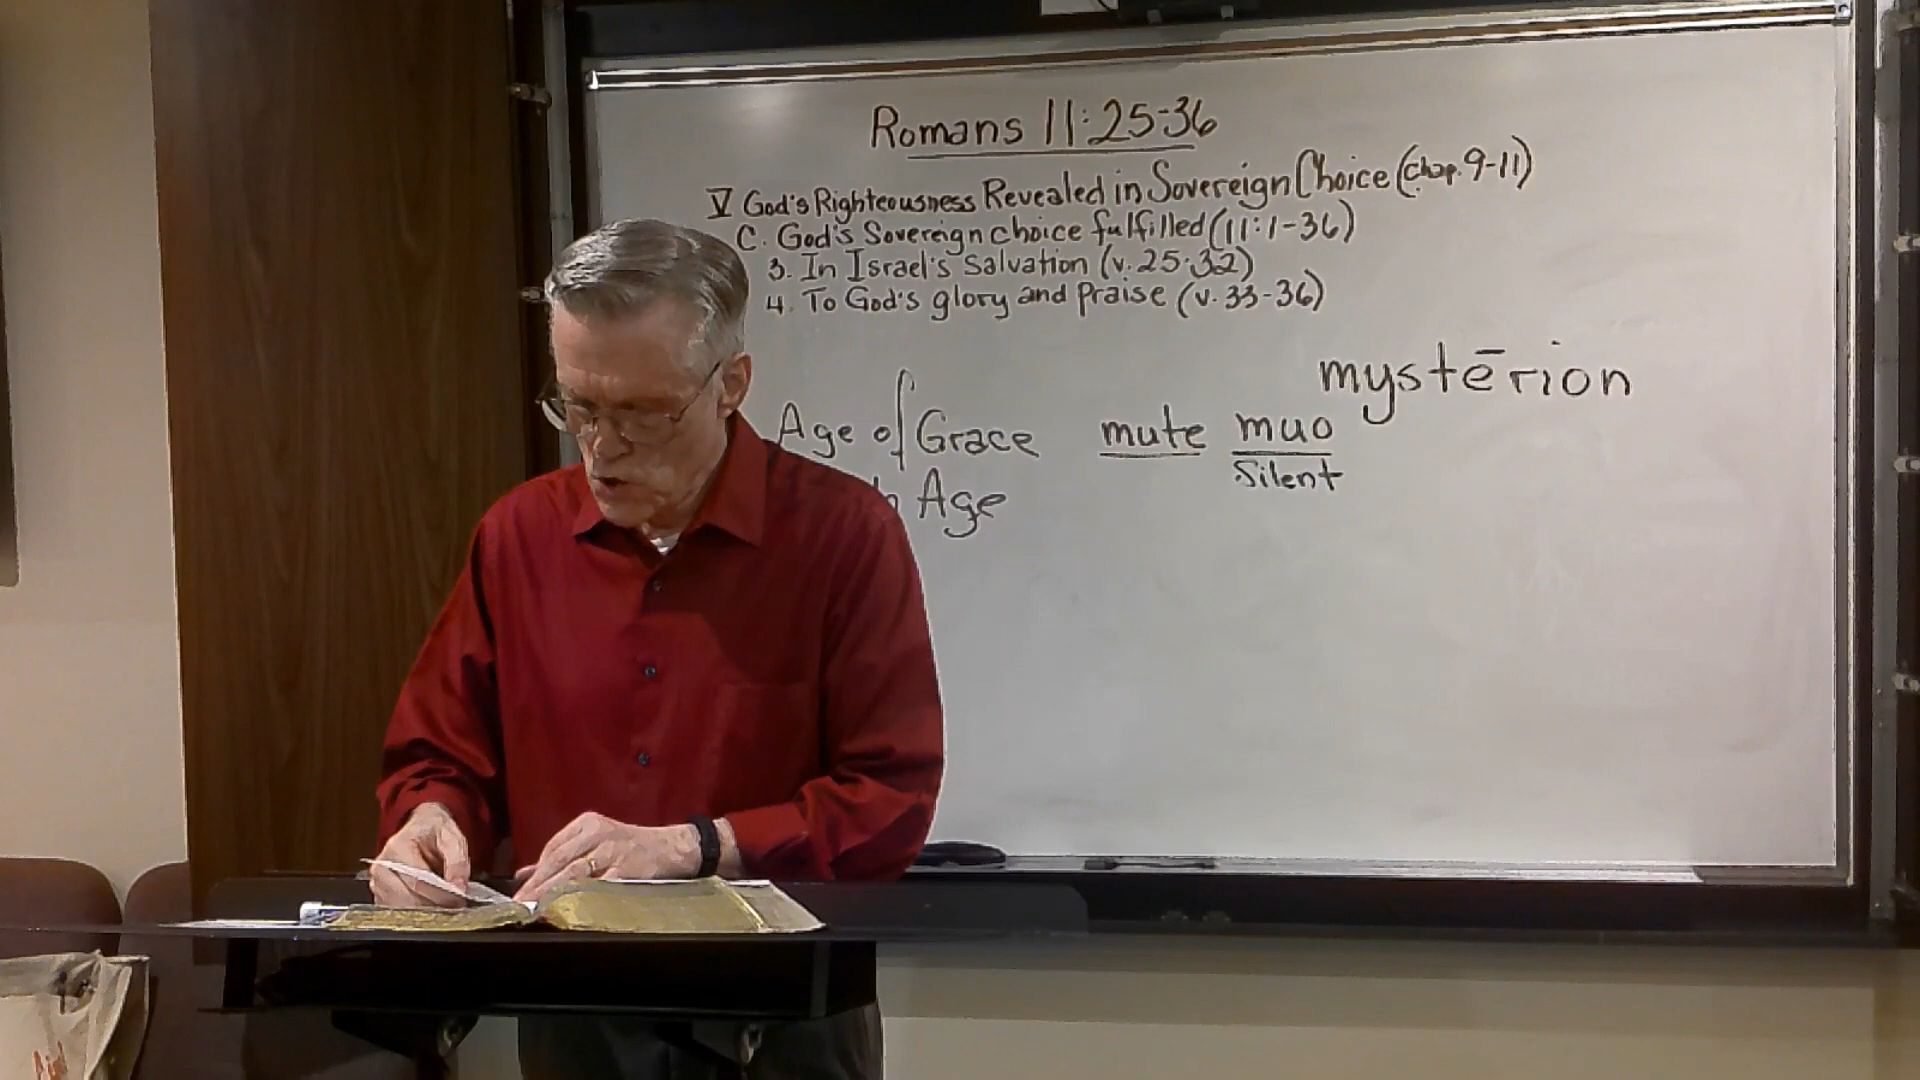 Romans 11:25-36
V God's Righteousness Revealed in Sovereign Choice (chap. 9-11)
C. God's Sovereign choice fulfilled (11:1-36)
3. In Israel's Salvation (v. 25-32)
4. To God's glory and Praise (v. 33-36)
mystērion
Age of Grace mute muo
Silent
Age